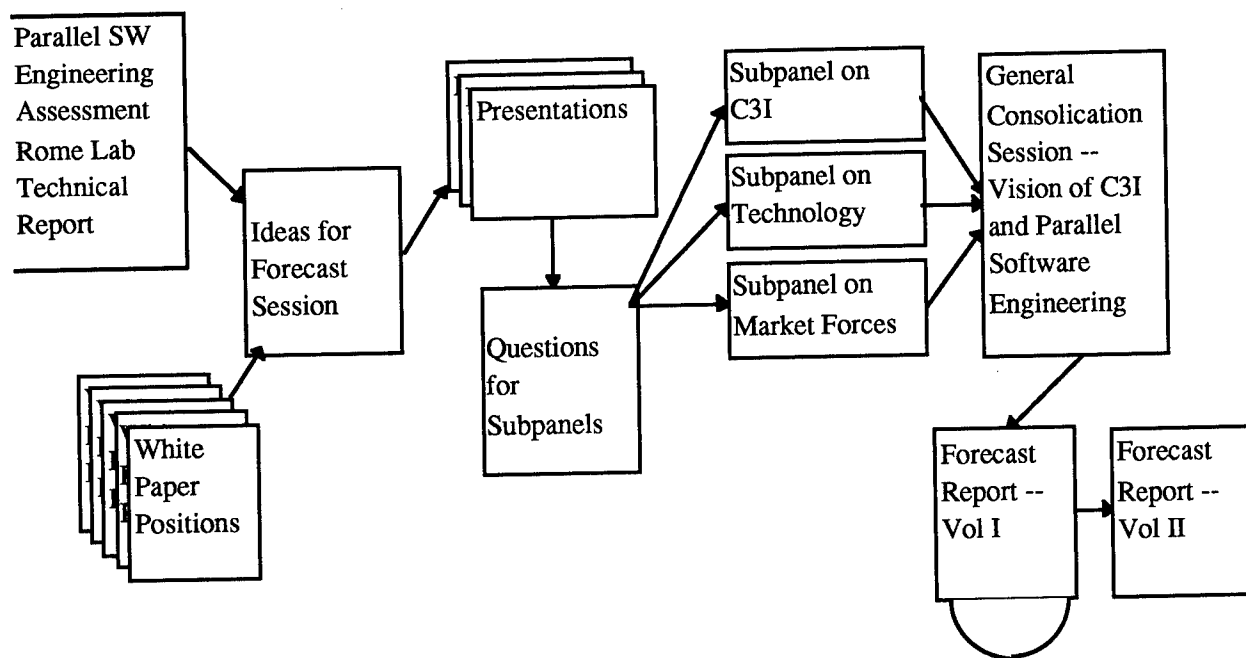 Parallel SW
Engineering
Assessment
Rome Lab
Technical
Report
Ideas for
Forecast
Session
White
Paper
Positions
Presentations
Questions
for
Subpanels
Subpanel on
C3I
Subpanel on
Technology
Subpanel on
Market Forces
General
Consolication
Session --
Vision of C3I
and Parallel
Software
Engineering
Forecast
Report --
Vol I
Forecast
Report --
Vol II